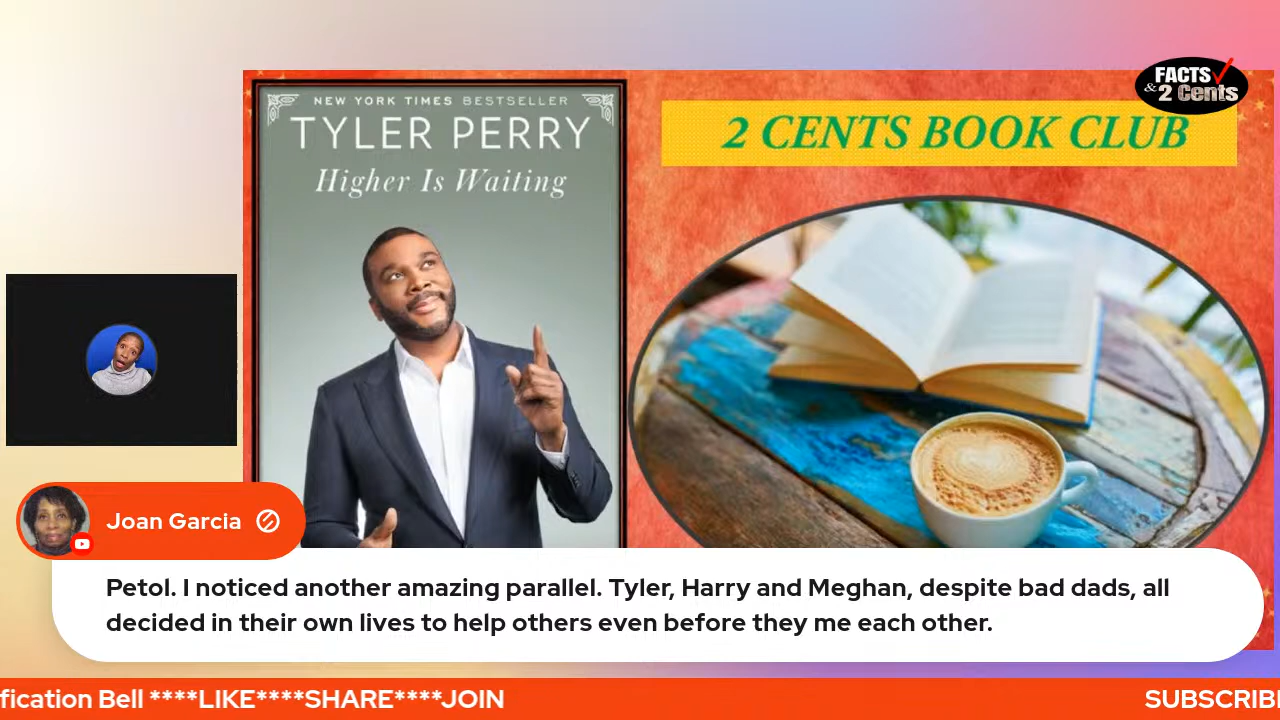 FACTS
& 2 Cents
NEW YORK TIMES BESTSELLER
TYLER PERRY
Higher Is Waiting
2 CENTS BOOK CLUB
Joan Garcia
Petol. I noticed another amazing parallel. Tyler, Harry and Meghan, despite bad dads, all
decided in their own lives to help others even before they me each other.
fication Bell ****LIKE****SHARE****JOIN
SUBSCRIB